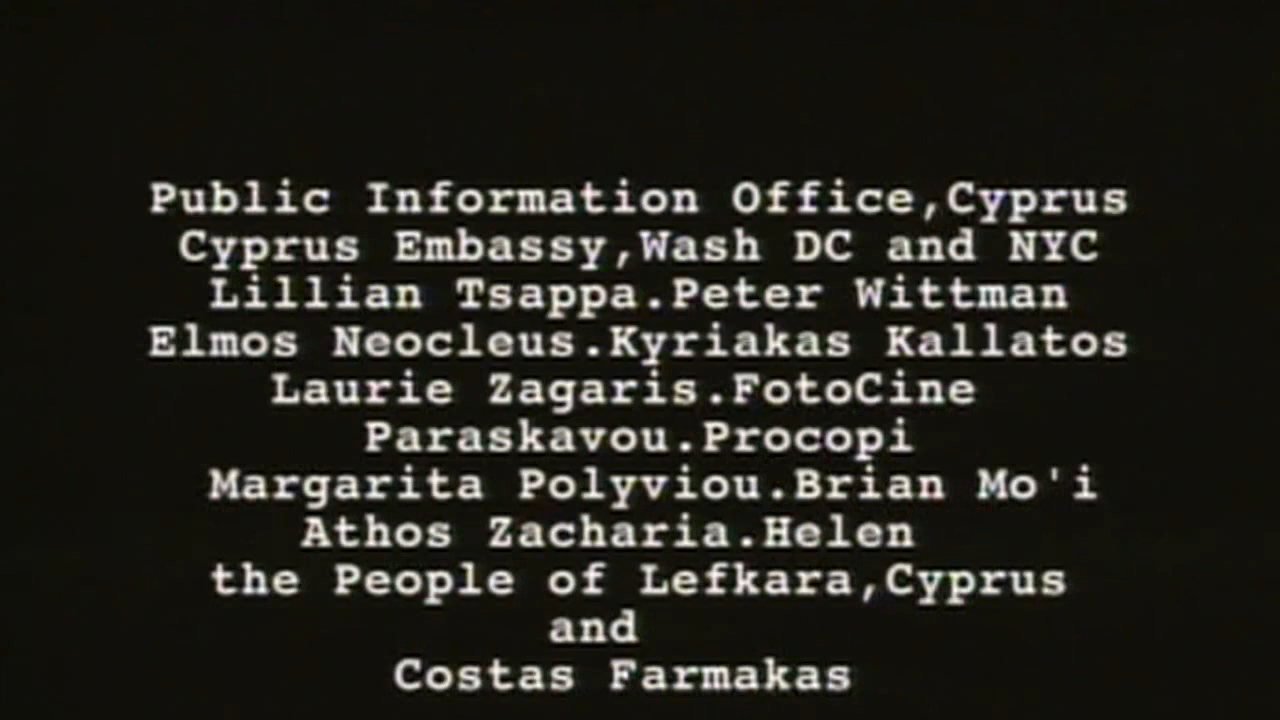 Public Information Office,Cyprus
Cyprus Embassy,Wash DC and NYC
Lillian Tsappa.Peter Wittman
Elmos Neocleus.Kyriakas Kallatos
Laurie Zagaris.FotoCine
Paraskavou.Procopi
Margarita Polyviou.Brian Mo'i
Athos Zacharia.Helen
the People of Lefkara,Cyprus
and
Costas Farmakas